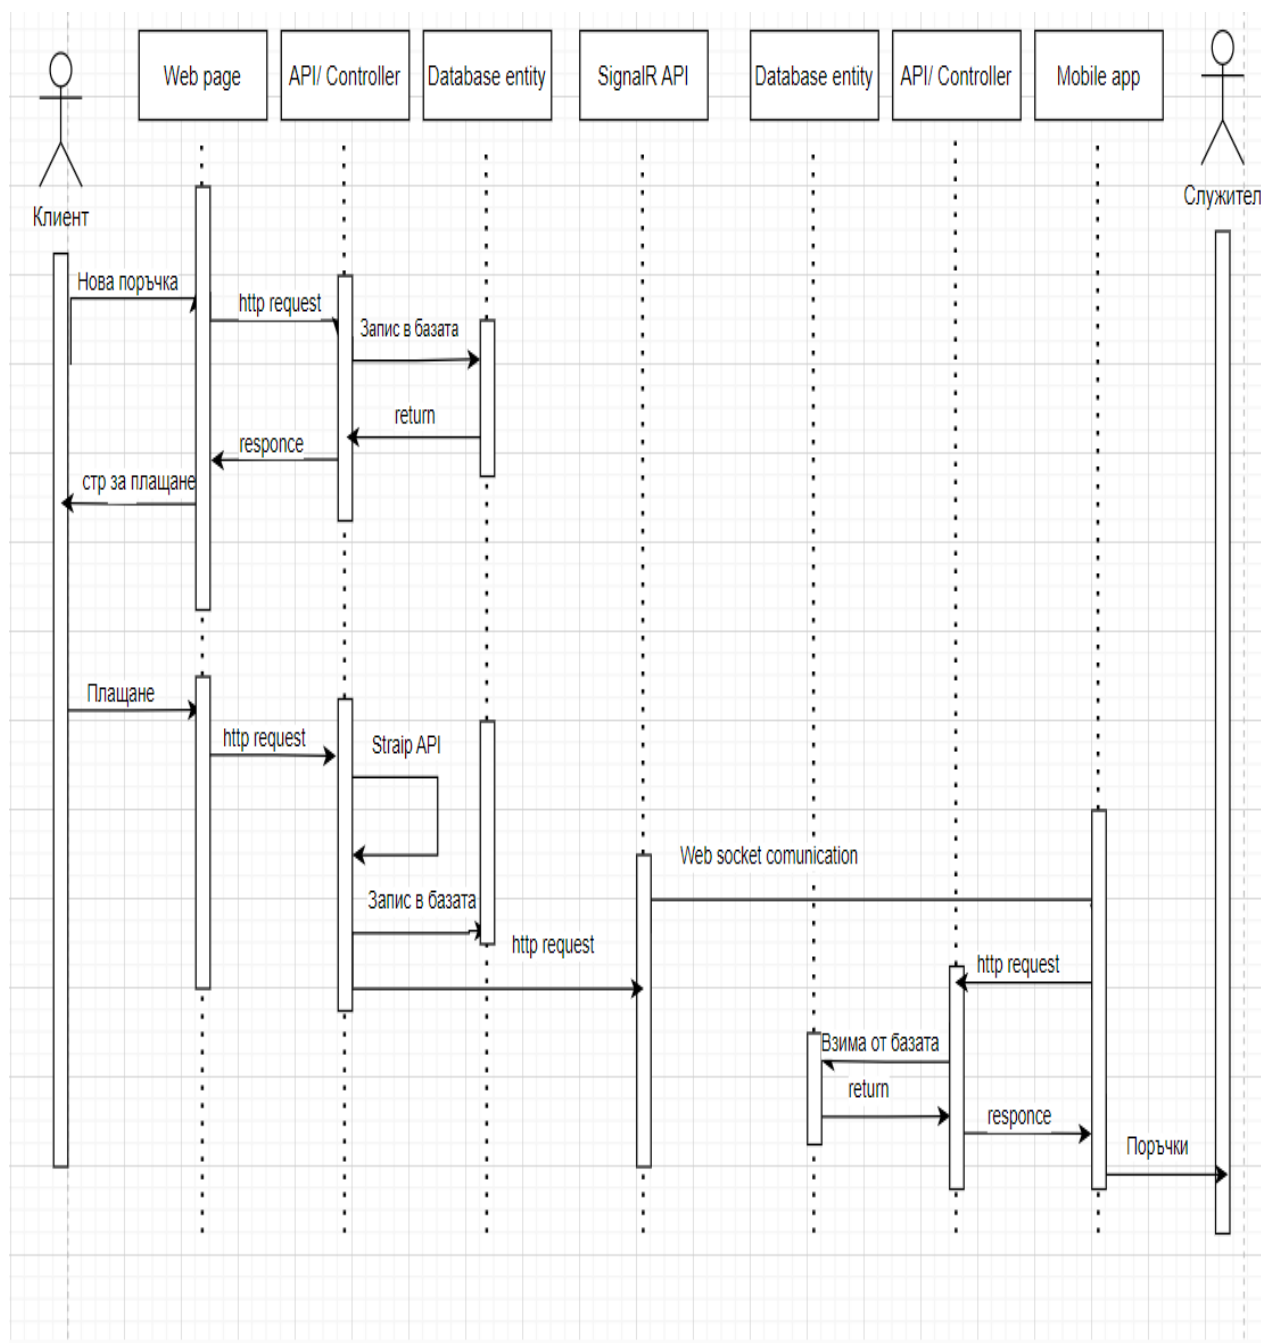 Web page
API/ Controller
Database entity
SignalR API
Database entity
API/ Controller
Mobile app
Клиент
Служител
Нова поръчка
http request
Запис в базата
return
responce
стр за плащане
Плащане
http request
Straip API
Запис в базата
http request
Web socket comunication
http request
Взима от базата
return
responce
Поръчки